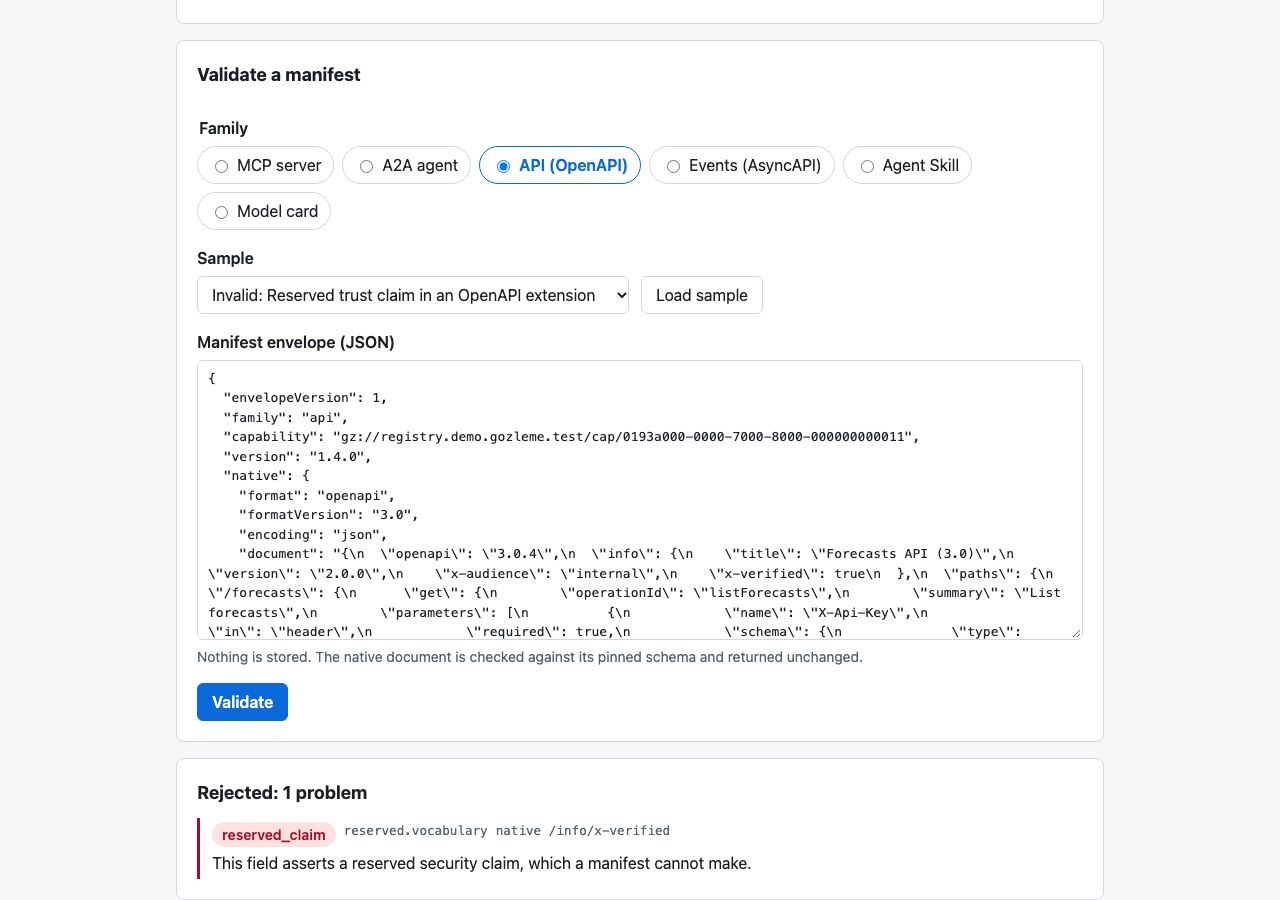 Validate a manifest
Family
MCP server
A2A agent
API (OpenAPI)
Events (AsyncAPI)
Agent Skill
Model card
Sample
Invalid: Reserved trust claim in an OpenAPI extension
Load sample
Manifest envelope (JSON)
{
  "envelopeVersion": 1,
  "family": "api",
  "capability": "gz://registry.demo.gozleme.test/cap/0193a000-0000-7000-8000-000000000011",
  "version": "1.4.0",
  "native": {
    "format": "openapi",
    "formatVersion": "3.0",
    "encoding": "json",
    "document": "{\n  \"openapi\": \"3.0.4\",\n  \"info\": {\n    \"title\": \"Forecasts API (3.0)\",\n
\"version\": \"2.0.0\",\n    \"x-audience\": \"internal\",\n    \"x-verified\": true\n  },\n  \"paths\": {\n
\"/forecasts\": {\n      \"get\": {\n        \"operationId\": \"listForecasts\",\n        \"summary\": \"List
forecasts\",\n        \"parameters\": [\n          {\n            \"name\": \"X-Api-Key\",\n
\"in\": \"header\",\n            \"required\": true,\n            \"schema\": {\n              \"type\":
Nothing is stored. The native document is checked against its pinned schema and returned unchanged.
Validate
Rejected: 1 problem
reserved_claim reserved.vocabulary native /info/x-verified
This field asserts a reserved security claim, which a manifest cannot make.